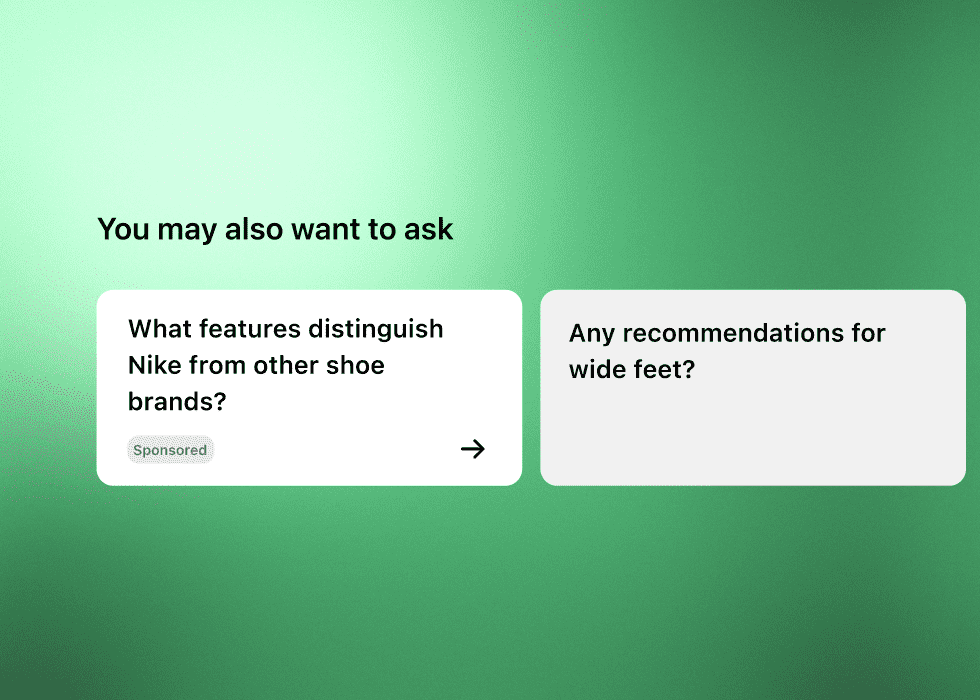 You may also want to ask
What features distinguish
Nike from other shoe
brands?
Sponsored
Any recommendations for
wide feet?